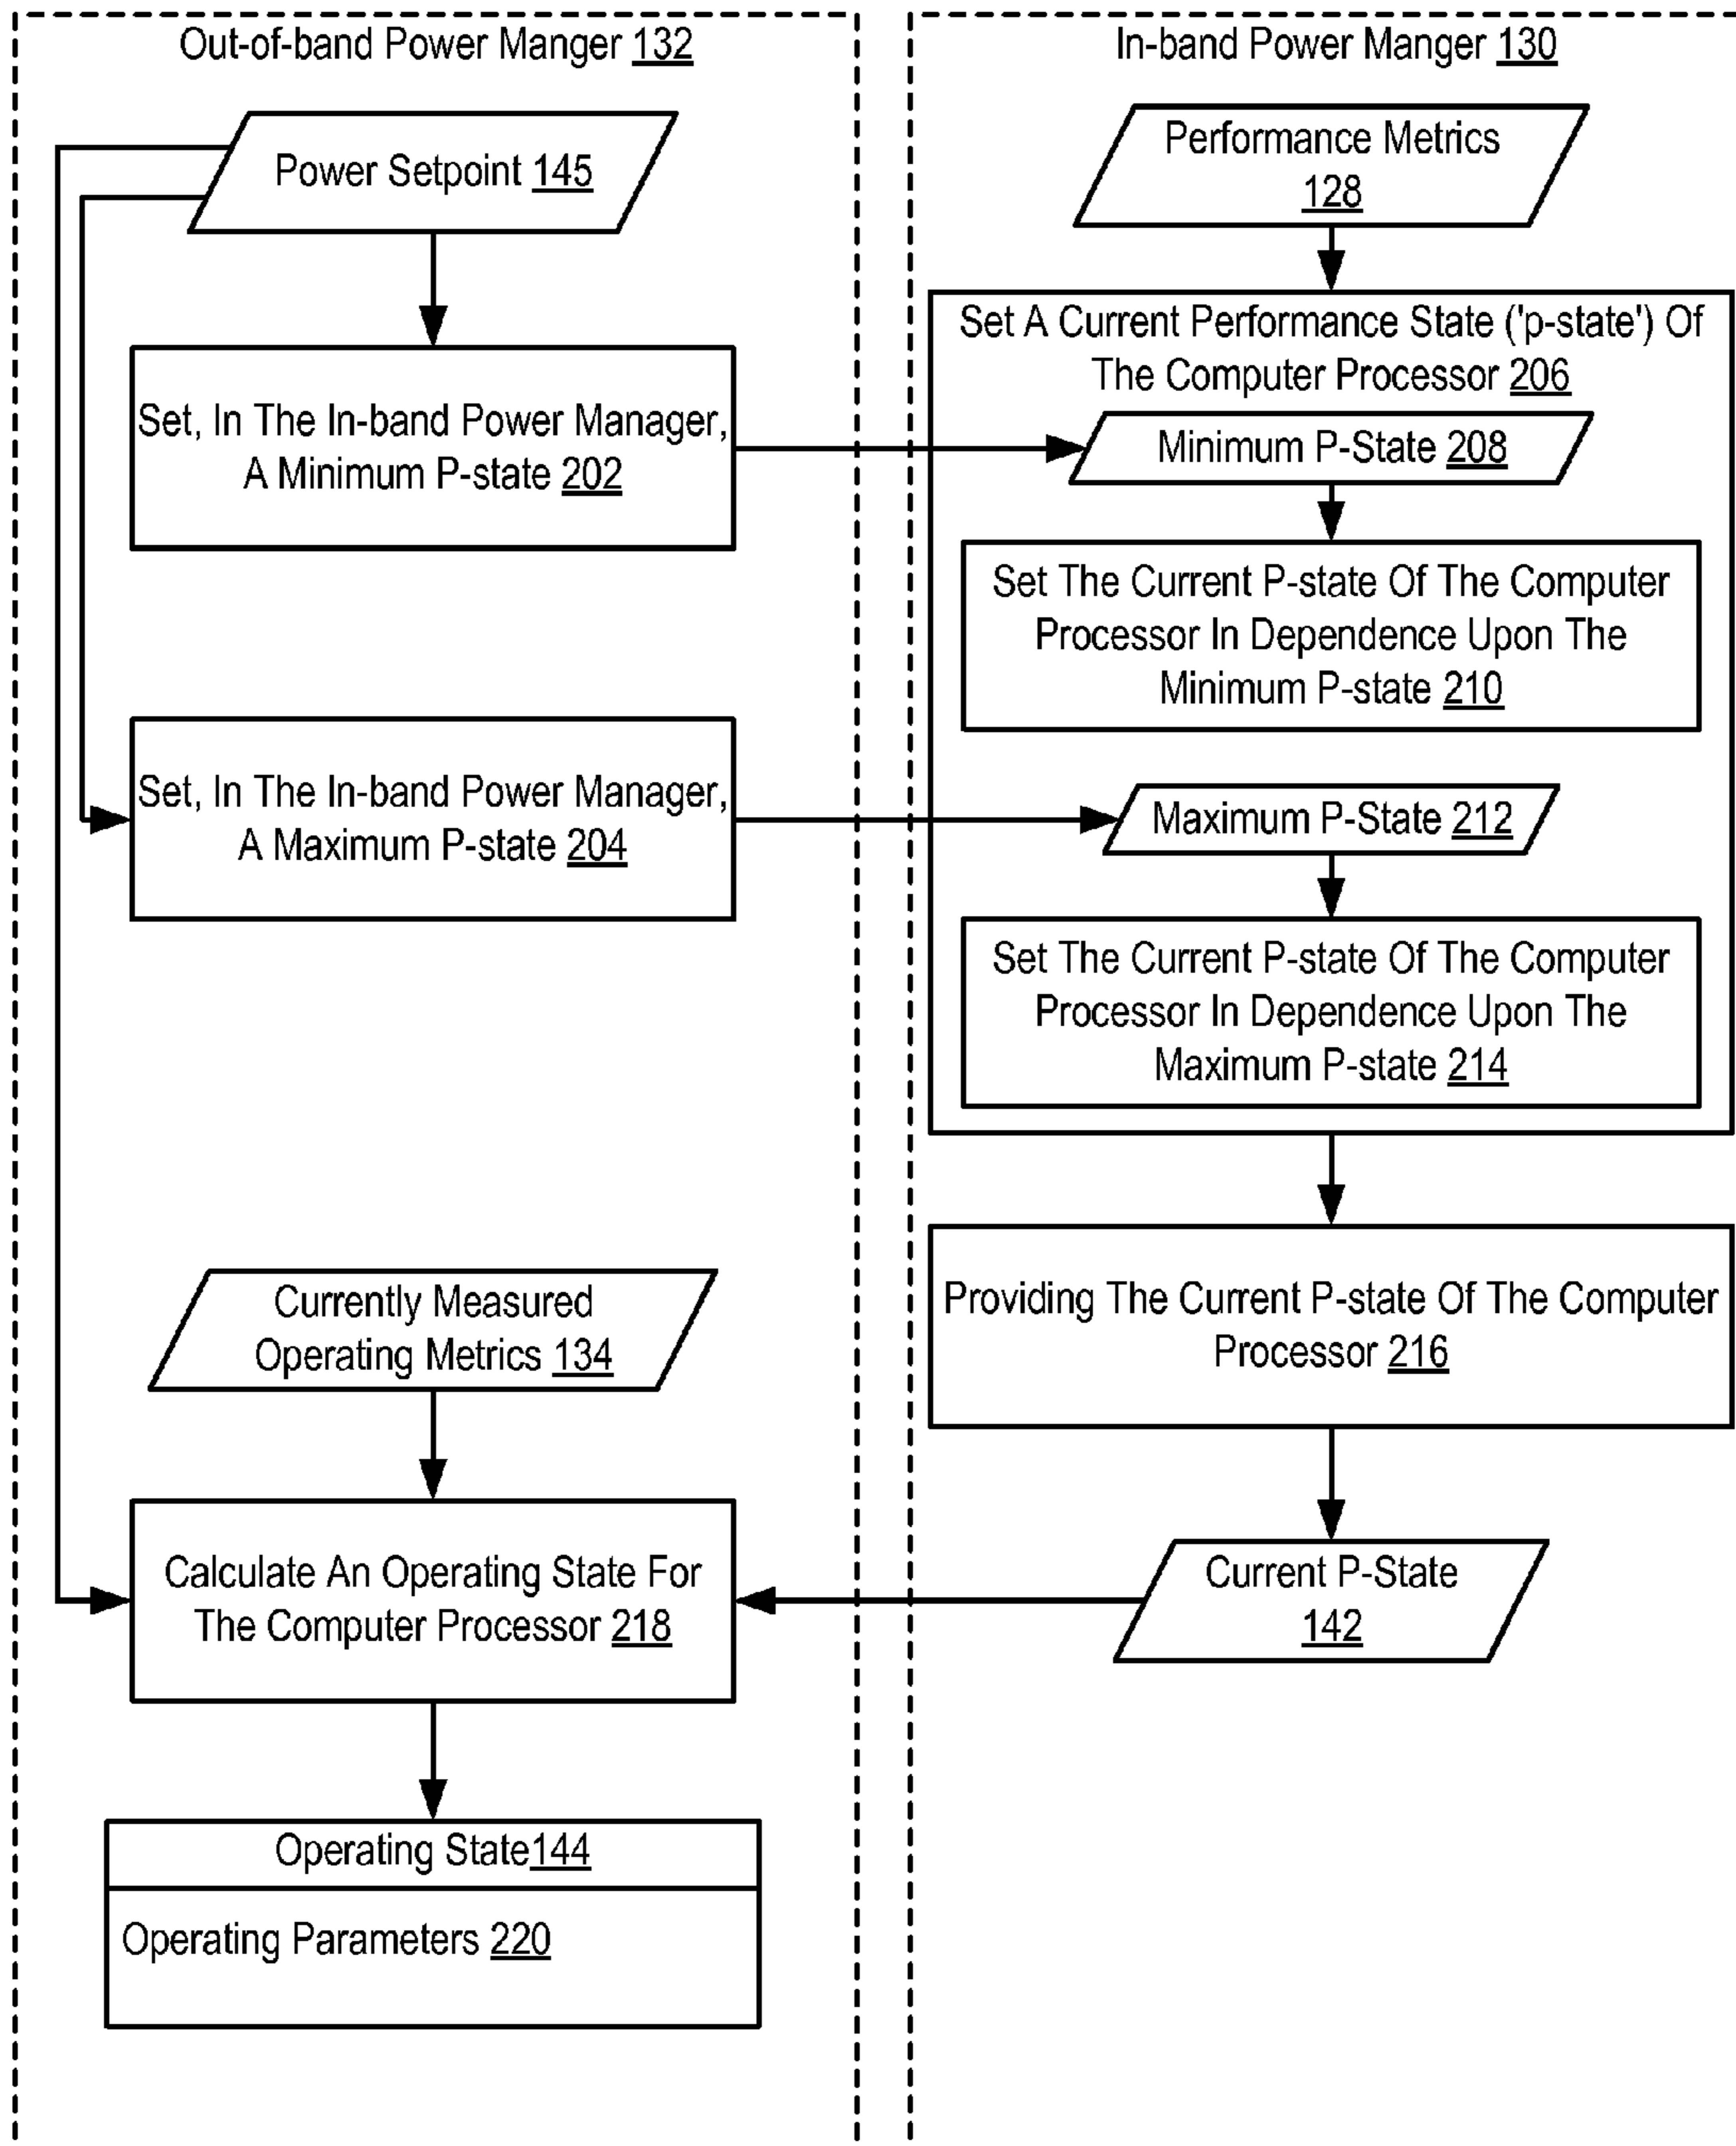 Out-of-band Power Manger 132
Power Setpoint 145
Set, In The In-band Power Manager,
A Minimum P-state 202
Set, In The In-band Power Manager,
A Maximum P-state 204
Currently Measured
Operating Metrics 134
Calculate An Operating State For
The Computer Processor 218
Operating State144
Operating Parameters 220
In-band Power Manger 130
Performance Metrics
128
Set A Current Performance State ('p-state') Of
The Computer Processor 206
Minimum P-State 208
Set The Current P-state Of The Computer
Processor In Dependence Upon The
Minimum P-state 210
Maximum P-State 212
Set The Current P-state Of The Computer
Processor In Dependence Upon The
Maximum P-state 214
Providing The Current P-state Of The Computer
Processor 216
Current P-State
142